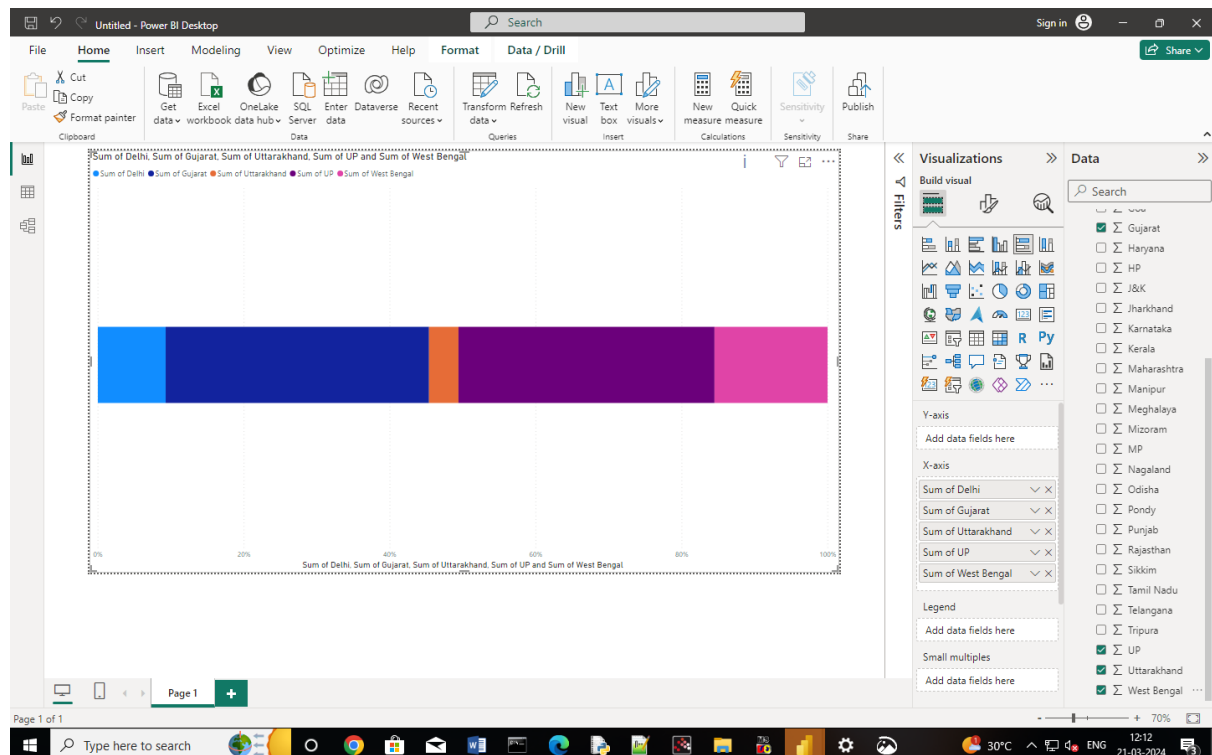 Untitled - Power BI Desktop
Search
Sign in
File Home Insert Modeling View Optimize Help Format Data / Drill
Share
Paste
Cut
Copy
Format painter
Get data
Excel workbook
OneLake data hub
SQL Server
Enter data
Dataverse
Recent sources
Transform data
Refresh
New visual
Text box
More visuals
New measure
Quick measure
Sensitivity
Publish
Clipboard
Data
Queries
Insert
Calculations
Sensitivity
Share
Sum of Delhi, Sum of Gujarat, Sum of Uttarakhand, Sum of UP and Sum of West Bengal
Sum of Delhi Sum of Gujarat Sum of Uttarakhand Sum of UP Sum of West Bengal
0% 20% 40% 60% 80% 100%
Sum of Delhi, Sum of Gujarat, Sum of Uttarakhand, Sum of UP and Sum of West Bengal
Filters
Visualizations
Build visual
123
R Py
Y-axis
Add data fields here
X-axis
Sum of Delhi
Sum of Gujarat
Sum of Uttarakhand
Sum of UP
Sum of West Bengal
Legend
Add data fields here
Small multiples
Add data fields here
Data
Search
Gujarat
Haryana
HP
J&K
Jharkhand
Karnataka
Kerala
Maharashtra
Manipur
Meghalaya
Mizoram
MP
Nagaland
Odisha
Pondy
Punjab
Rajasthan
Sikkim
Tamil Nadu
Telangana
Tripura
UP
Uttarakhand
West Bengal
Page 1
Page 1 of 1
- + 70%
Type here to search
30°C
ENG
12:12
21-03-2024